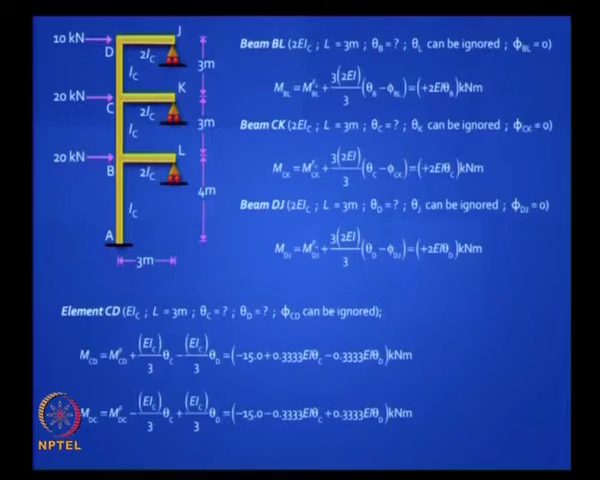 10 kN
J
D
2I_C
3m
I_C
20 kN
K
C
2I_C
3m
I_C
20 kN
L
B
2I_C
4m
I_C
A
3m
Beam BL (2EI_C ; L = 3m ; θ_B = ? ; θ_L can be ignored ; ϕ_BL = 0)
M_BL = M^F_BL + 3(2EI)/3 (θ_B − ϕ_BL) = (+2EIθ_B) kNm
Beam CK (2EI_C ; L = 3m ; θ_C = ? ; θ_K can be ignored ; ϕ_CK = 0)
M_CK = M^F_CK + 3(2EI)/3 (θ_C − ϕ_CK) = (+2EIθ_C) kNm
Beam DJ (2EI_C ; L = 3m ; θ_D = ? ; θ_J can be ignored ; ϕ_DJ = 0)
M_DJ = M^F_DJ + 3(2EI)/3 (θ_D − ϕ_DJ) = (+2EIθ_D) kNm
Element CD (EI_C ; L = 3m ; θ_C = ? ; θ_D = ? ; ϕ_CD can be ignored);
M_CD = M^F_CD + (EI_C)/3 θ_C − (EI_C)/3 θ_D = (−15.0 + 0.3333EIθ_C − 0.3333EIθ_D) kNm
M_DC = M^F_DC − (EI_C)/3 θ_C + (EI_C)/3 θ_D = (−15.0 − 0.3333EIθ_C + 0.3333EIθ_D) kNm
NPTEL